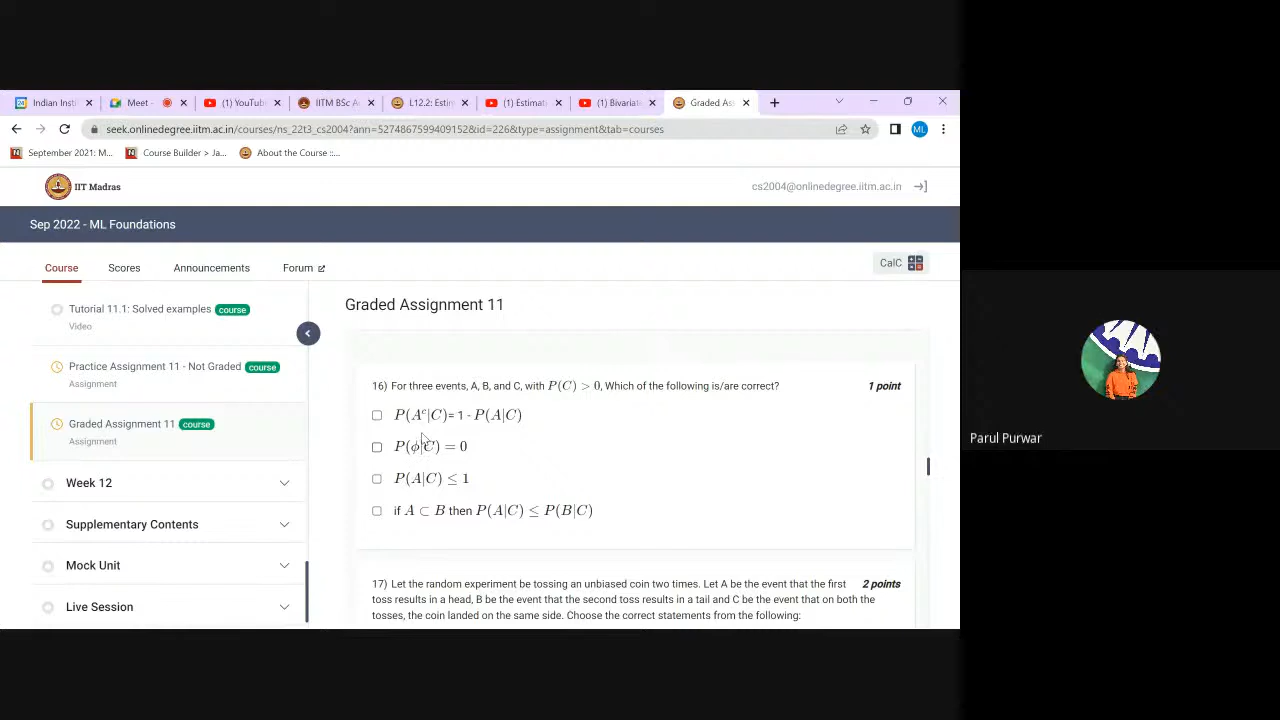 Indian Insti
Meet -
(1) YouTub
IITM BSc A
L12.2: Estim
(1) Estimat
(1) Bivariate
Graded Ass
seek.onlinedegree.iitm.ac.in/courses/ns_22t3_cs2004?ann=5274867599409152&id=226&type=assignment&tab=courses
ML
September 2021: M...
Course Builder > Ja...
About the Course ::...
IIT Madras
cs2004@onlinedegree.iitm.ac.in
Sep 2022 - ML Foundations
Course
Scores
Announcements
Forum
CalC
Tutorial 11.1: Solved examples course
Video
Practice Assignment 11 - Not Graded course
Assignment
Graded Assignment 11 course
Assignment
Week 12
Supplementary Contents
Mock Unit
Live Session
Graded Assignment 11
16) For three events, A, B, and C, with P(C) > 0, Which of the following is/are correct? 1 point
P(Aᶜ|C)= 1 - P(A|C)
P(ϕ|C) = 0
P(A|C) ≤ 1
if A ⊂ B then P(A|C) ≤ P(B|C)
17) Let the random experiment be tossing an unbiased coin two times. Let A be the event that the first 2 points
toss results in a head, B be the event that the second toss results in a tail and C be the event that on both the
tosses, the coin landed on the same side. Choose the correct statements from the following:
Parul Purwar